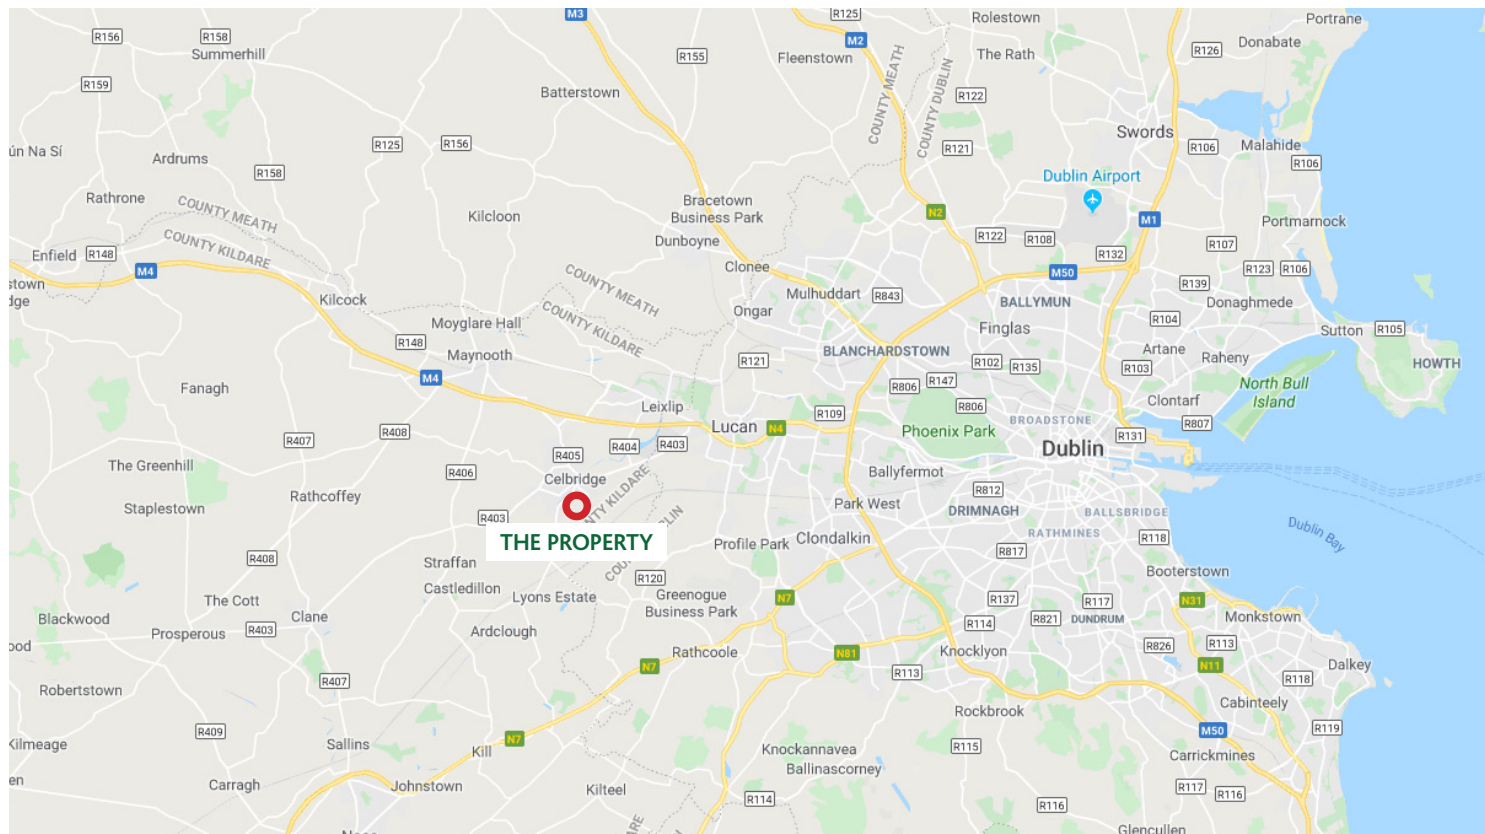 M3
R125
Rolestown
Portrane
R156
R158
Summerhill
R155
M2
Fleenstown
The Rath
R126
Donabate
R159
Batterstown
R122
COUNTY MEATH
COUNTY DUBLIN
ún Na Sí
Ardrums
R125
R156
R121
Swords
R106
Malahide
R158
R106
Dublin Airport
Rathrone
COUNTY MEATH
Kilcloon
Bracetown
Business Park
N2
M1
Portmarnock
Enfield
R148
COUNTY KILDARE
Dunboyne
R122
R108
R107
M4
Clonee
R132
stown
dge
COUNTY MEATH
M50
R123
R106
Kilcock
Mulhuddart
R843
BALLYMUN
R139
Donaghmede
Moyglare Hall
COUNTY KILDARE
Ongar
Finglas
R104
Sutton
R105
R148
Maynooth
BLANCHARDSTOWN
Artane
Raheny
R121
R102
R135
R103
HOWTH
M4
Fanagh
R806
R147
North Bull
Island
Leixlip
R109
R806
Clontarf
Lucan
N4
Phoenix Park
BROADSTONE
R807
R407
R408
R404
R403
Dublin
R131
R405
The Greenhill
R406
Celbridge
Ballyfermot
Rathcoffey
COUNTY KILDARE
R812
Staplestown
Park West
R403
DRIMNAGH
BALLSBRIDGE
THE PROPERTY
Profile Park
Clondalkin
RATHMINES
R118
Dublin Bay
R408
Straffan
R817
Castledillon
R120
Booterstown
The Cott
Lyons Estate
Greenogue
Business Park
N7
R137
R117
N31
Blackwood
Clane
R114
R821
DUNDRUM
Monkstown
Prosperous
R403
Ardclough
ood
Rathcoole
N81
Knocklyon
R826
R113
N7
R113
N11
Dalkey
Robertstown
R407
R118
Rockbrook
Cabinteely
R409
N7
M50
R119
Kilmeage
Sallins
Kill
Knockannavea
R115
Carrickmines
Ballinascorney
en
Carragh
Johnstown
Kilteel
R114
R117
R116
R116
Glencullen